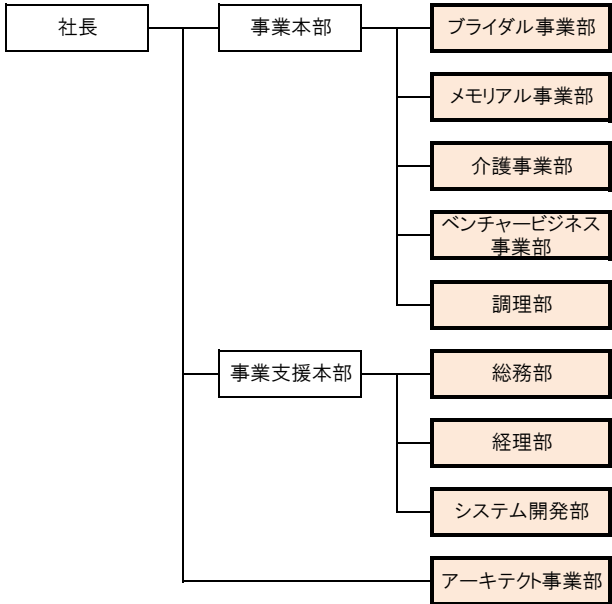 社長
事業本部
ブライダル事業部
メモリアル事業部
介護事業部
ベンチャービジネス
事業部
調理部
事業支援本部
総務部
経理部
システム開発部
アーキテクト事業部